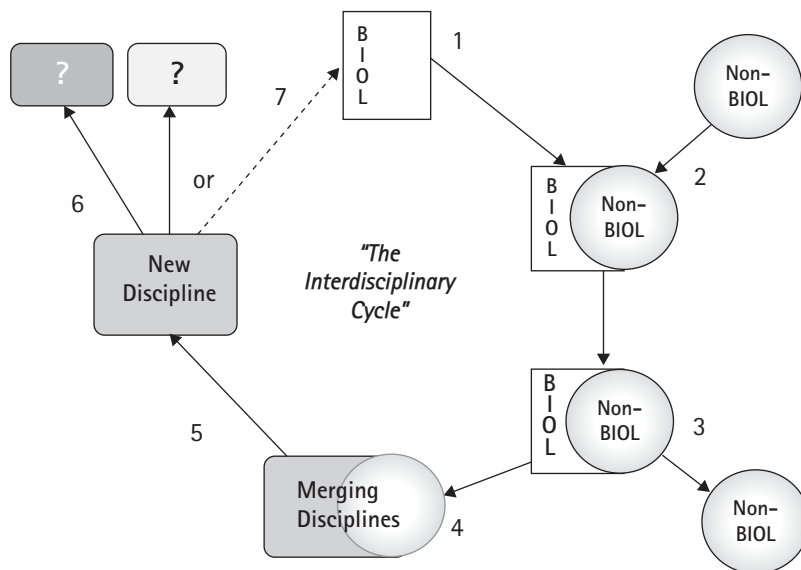 ?
?
7
B
I
O
L
1
Non-
BIOL
2
B
I
O
L
Non-
BIOL
6
or
New
Discipline
"The
Interdisciplinary
Cycle"
B
I
O
L
Non-
BIOL
3
5
Merging
Disciplines
4
Non-
BIOL